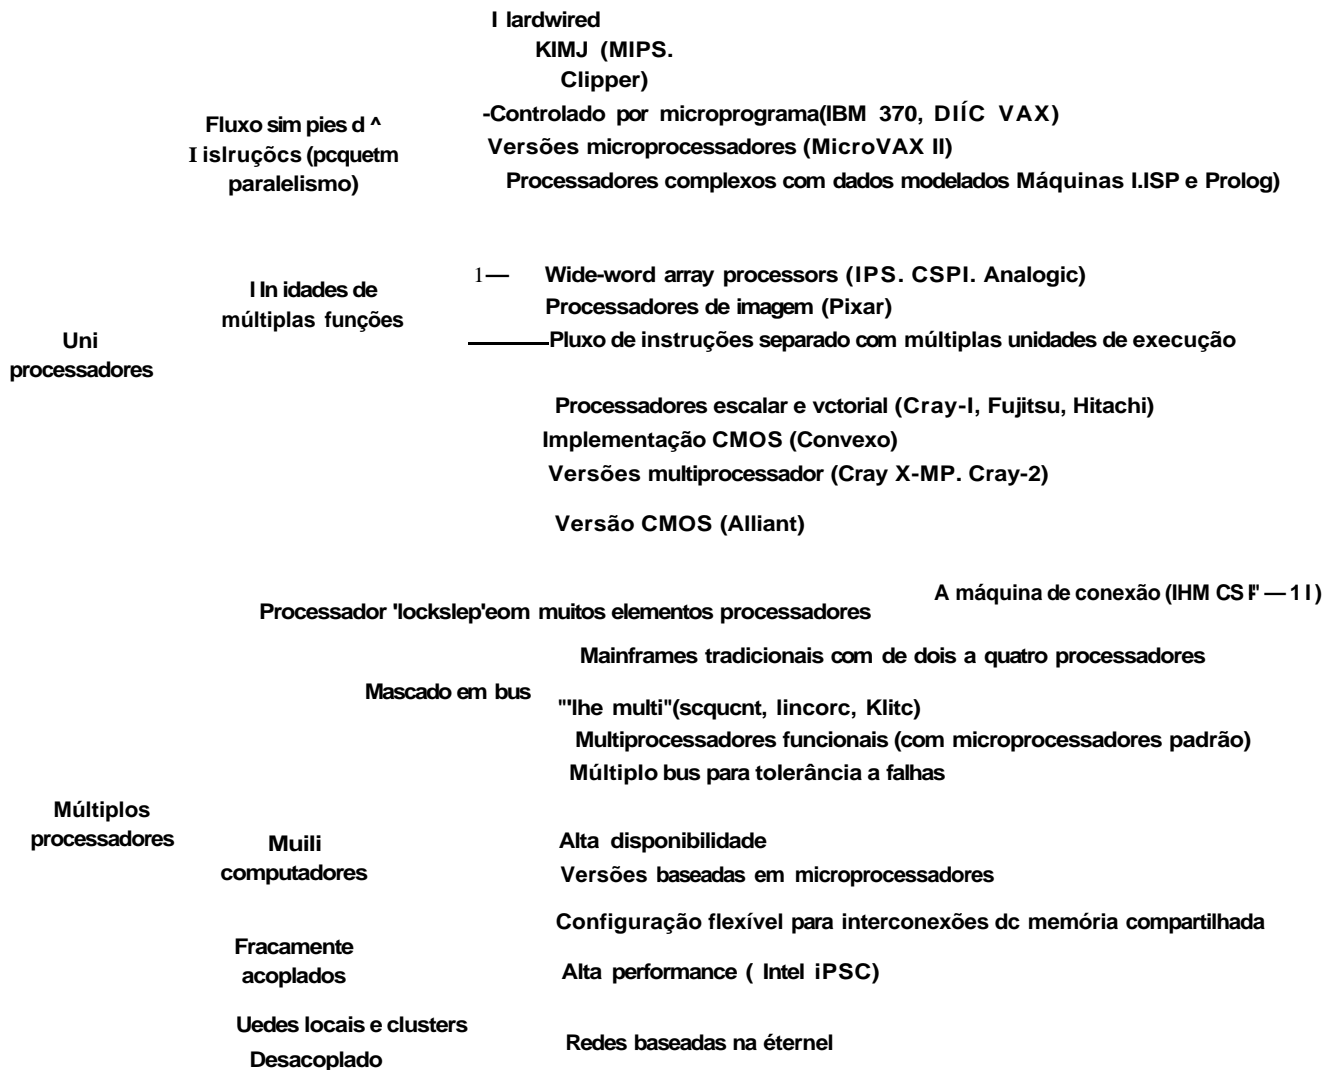 I lardwired
KIMJ (MIPS.
Clipper)
-Controlado por microprograma(IBM 370, DIÍC VAX)
Fluxo sim pies d ^
I islruçõcs (pcquetm
paralelismo)
Versões microprocessadores (MicroVAX II)
Processadores complexos com dados modelados Máquinas I.ISP e Prolog)
1— Wide-word array processors (IPS. CSPI. Analogic)
I In idades de
múltiplas funções
Processadores de imagem (Pixar)
Pluxo de instruções separado com múltiplas unidades de execução
Uni
processadores
Processadores escalar e vctorial (Cray-I, Fujitsu, Hitachi)
Implementação CMOS (Convexo)
Versões multiprocessador (Cray X-MP. Cray-2)
Versão CMOS (Alliant)
A máquina de conexão (IHM CS F" — 1 I )
Processador 'lockslep'eom muitos elementos processadores
Mainframes tradicionais com de dois a quatro processadores
Mascado em bus
"'Ihe multi"(scqucnt, lincorc, Klitc)
Multiprocessadores funcionais (com microprocessadores padrão)
Múltiplo bus para tolerância a falhas
Múltiplos
processadores
Muili
computadores
Alta disponibilidade
Versões baseadas em microprocessadores
Configuração flexível para interconexões dc memória compartilhada
Fracamente
acoplados
Alta performance ( Intel iPSC)
Uedes locais e clusters
Desacoplado
Redes baseadas na éternel